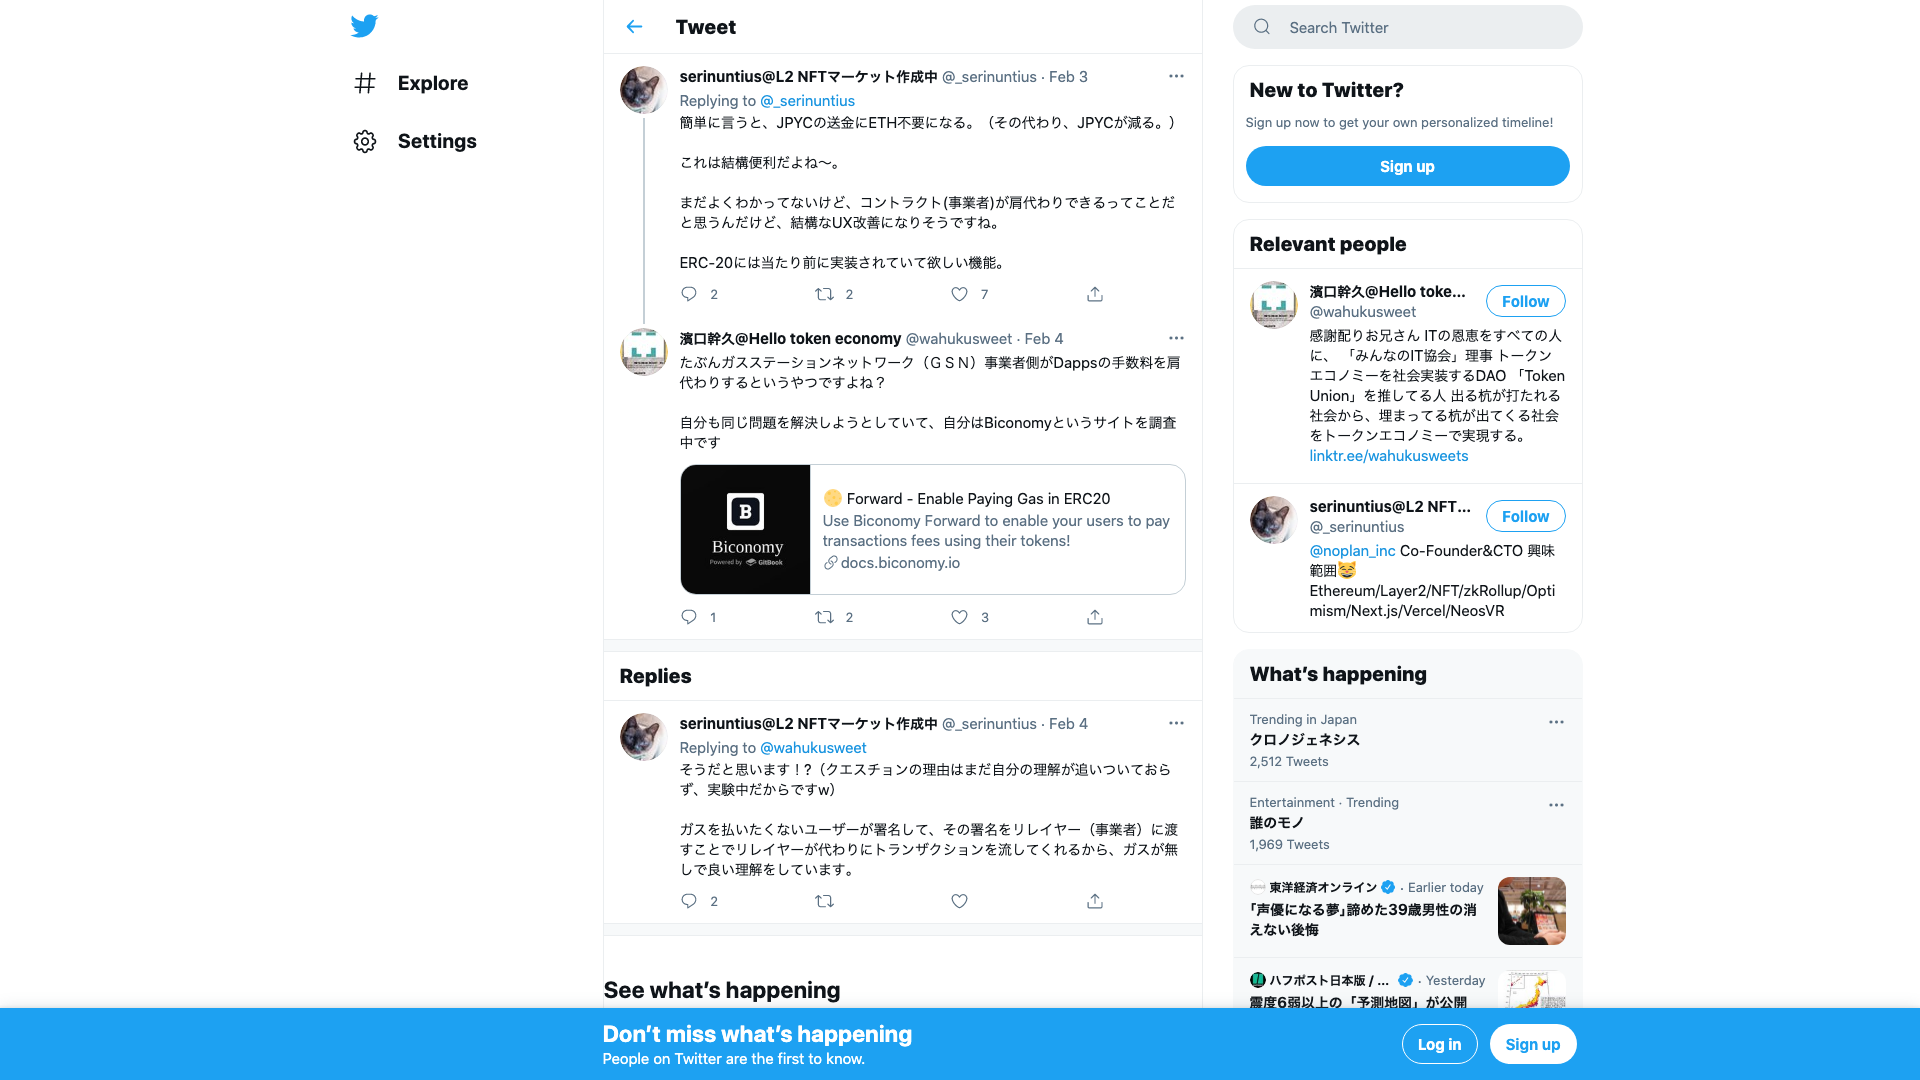 Explore
Settings
Tweet
serinuntius@L2 NFTマーケット作成中 @_serinuntius · Feb 3
Replying to @_serinuntius
簡単に言うと、JPYCの送金にETH不要になる。（その代わり、JPYCが減る。）
これは結構便利だよね〜。
まだよくわかってないけど、コントラクト(事業者)が肩代わりできるってことだ
と思うんだけど、結構なUX改善になりそうですね。
ERC-20には当たり前に実装されていて欲しい機能。
2 2 7
濱口幹久@Hello token economy @wahukusweet · Feb 4
たぶんガスステーションネットワーク（ＧＳＮ）事業者側がDappsの手数料を肩
代わりするというやつですよね？
自分も同じ問題を解決しようとしていて、自分はBiconomyというサイトを調査
中です
B
Biconomy
Powered by GitBook
Forward - Enable Paying Gas in ERC20
Use Biconomy Forward to enable your users to pay
transactions fees using their tokens!
docs.biconomy.io
1 2 3
Replies
serinuntius@L2 NFTマーケット作成中 @_serinuntius · Feb 4
Replying to @wahukusweet
そうだと思います！?（クエスチョンの理由はまだ自分の理解が追いついておら
ず、実験中だからですw）
ガスを払いたくないユーザーが署名して、その署名をリレイヤー（事業者）に渡
すことでリレイヤーが代わりにトランザクションを流してくれるから、ガスが無
しで良い理解をしています。
2
See what's happening
Search Twitter
New to Twitter?
Sign up now to get your own personalized timeline!
Sign up
Relevant people
濱口幹久@Hello toke...
@wahukusweet
Follow
感謝配りお兄さん ITの恩恵をすべての人
に、 「みんなのIT協会」理事 トークン
エコノミーを社会実装するDAO 「Token
Union」を推してる人 出る杭が打たれる
社会から、埋まってる杭が出てくる社会
をトークンエコノミーで実現する。
linktr.ee/wahukusweets
serinuntius@L2 NFT...
@_serinuntius
Follow
@noplan_inc Co-Founder&CTO 興味
範囲😸
Ethereum/Layer2/NFT/zkRollup/Opti
mism/Next.js/Vercel/NeosVR
What's happening
Trending in Japan
クロノジェネシス
2,512 Tweets
Entertainment · Trending
誰のモノ
1,969 Tweets
東洋経済オンライン · Earlier today
｢声優になる夢｣諦めた39歳男性の消
えない後悔
ハフポスト日本版 / ... · Yesterday
震度6弱以上の「予測地図」が公開
Don't miss what's happening
People on Twitter are the first to know.
Log in
Sign up